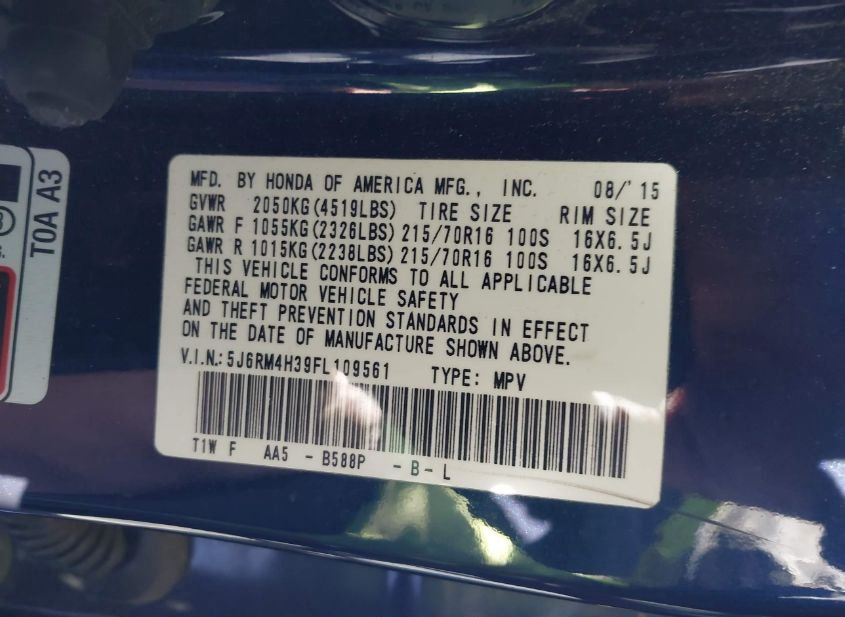 MFD. BY HONDA OF AMERICA MFG., INC. 08/'15
GVWR 2050KG(4519LBS) TIRE SIZE RIM SIZE
GAWR F 1055KG(2326LBS) 215/70R16 100S 16X6.5J
GAWR R 1015KG(2238LBS) 215/70R16 100S 16X6.5J
THIS VEHICLE CONFORMS TO ALL APPLICABLE
FEDERAL MOTOR VEHICLE SAFETY
AND THEFT PREVENTION STANDARDS IN EFFECT
ON THE DATE OF MANUFACTURE SHOWN ABOVE.
V.I.N.: 5J6RM4H39FL109561 TYPE: MPV
T1W F AA5 - B588P - B - L
T0A A3